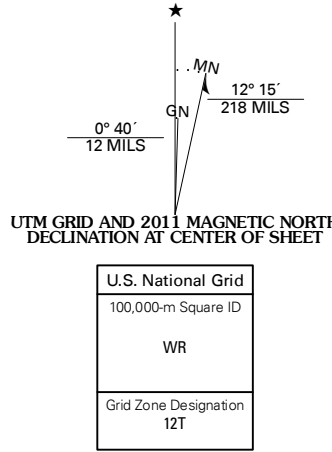 ★
MN
GN
12° 15´
218 MILS
0° 40´
12 MILS
UTM GRID AND 2011 MAGNETIC NORTH
DECLINATION AT CENTER OF SHEET
U.S. National Grid
100,000-m Square ID
WR
Grid Zone Designation
12T